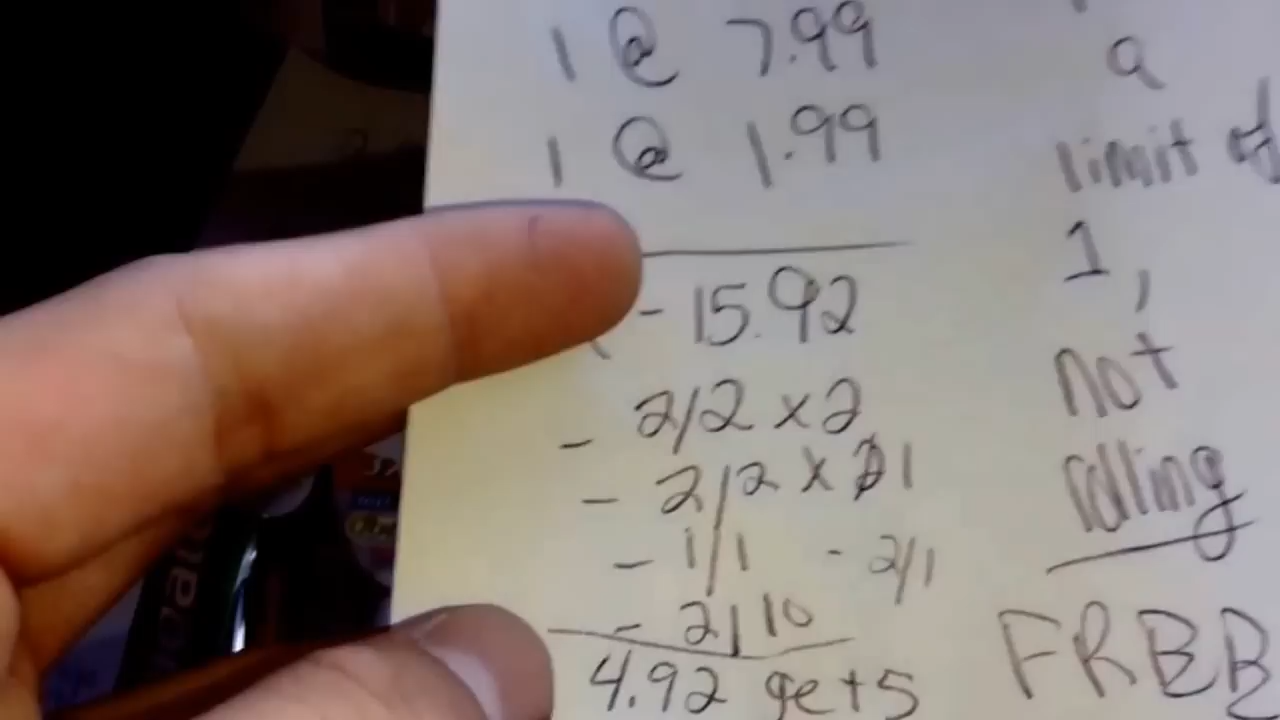 1 @ 7.99
1 @ 1.99
- 15.92
- 2/2 x 2
- 2/2 x 1
- 1/1 - 2/1
- 2/10
4.92 get 5
a
limit of
1,
not
rolling